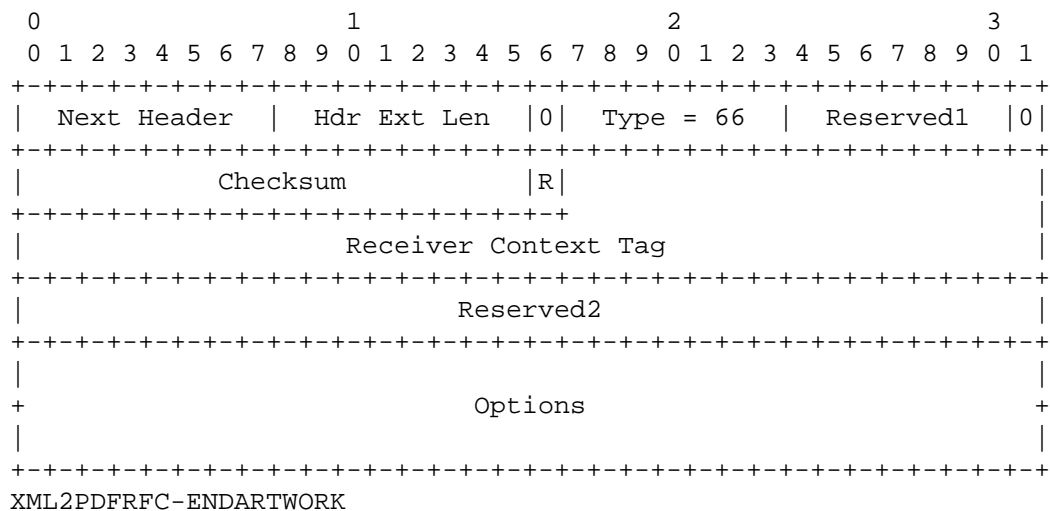 0                   1                   2                   3
 0 1 2 3 4 5 6 7 8 9 0 1 2 3 4 5 6 7 8 9 0 1 2 3 4 5 6 7 8 9 0 1
+-+-+-+-+-+-+-+-+-+-+-+-+-+-+-+-+-+-+-+-+-+-+-+-+-+-+-+-+-+-+-+-+
|  Next Header  |  Hdr Ext Len  |0|  Type = 66  |  Reserved1  |0|
+-+-+-+-+-+-+-+-+-+-+-+-+-+-+-+-+-+-+-+-+-+-+-+-+-+-+-+-+-+-+-+-+
|            Checksum           |R|                             |
+-+-+-+-+-+-+-+-+-+-+-+-+-+-+-+-+-+                             |
|                    Receiver Context Tag                       |
+-+-+-+-+-+-+-+-+-+-+-+-+-+-+-+-+-+-+-+-+-+-+-+-+-+-+-+-+-+-+-+-+
|                           Reserved2                           |
+-+-+-+-+-+-+-+-+-+-+-+-+-+-+-+-+-+-+-+-+-+-+-+-+-+-+-+-+-+-+-+-+
|                                                               |
+                            Options                            +
|                                                               |
+-+-+-+-+-+-+-+-+-+-+-+-+-+-+-+-+-+-+-+-+-+-+-+-+-+-+-+-+-+-+-+-+
XML2PDFRFC-ENDARTWORK